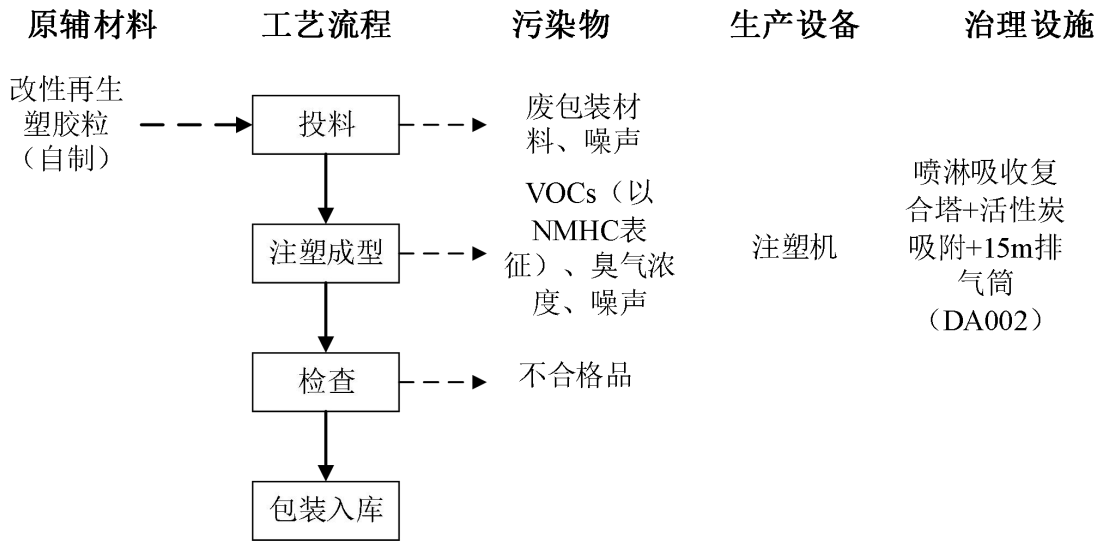 原辅材料 工艺流程 污染物 生产设备 治理设施
改性再生
塑胶粒
（自制）
投料
废包装材
料、噪声
注塑成型
VOCs（以
NMHC表
征）、臭气浓
度、噪声
注塑机
喷淋吸收复
合塔+活性炭
吸附+15m排
气筒
（DA002）
检查
不合格品
包装入库